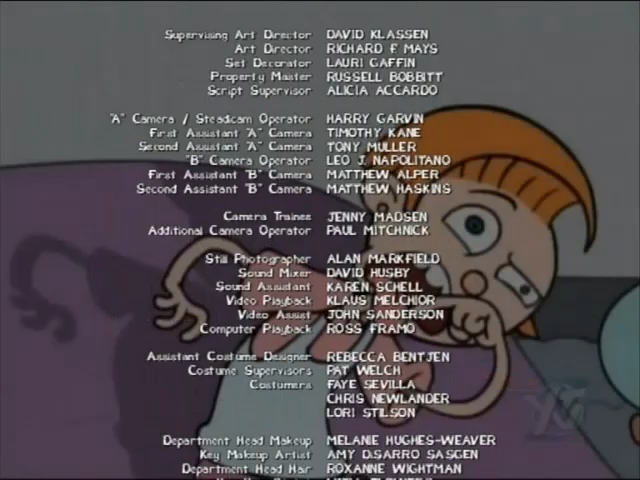 Supervising Art Director DAVID KLASSEN
Art Director RICHARD F. MAYS
Set Decorator LAURI GAFFIN
Property Master RUSSELL BOBBITT
Script Supervisor ALICIA ACCARDO
"A" Camera / Steadicam Operator HARRY GARVIN
First Assistant "A" Camera TIMOTHY KANE
Second Assistant "A" Camera TONY MULLER
"B" Camera Operator LEO J. NAPOLITANO
First Assistant "B" Camera MATTHEW ALPER
Second Assistant "B" Camera MATTHEW HASKINS
Camera Trainee JENNY MADSEN
Additional Camera Operator PAUL MITCHNICK
Still Photographer ALAN MARKFIELD
Sound Mixer DAVID HUSBY
Sound Assistant KAREN SCHELL
Video Playback KLAUS MELCHIOR
Video Assist JOHN SANDERSON
Computer Playback ROSS FRAMO
Assistant Costume Designer REBECCA BENTJEN
Costume Supervisors PAT WELCH
Costumers FAYE SEVILLA
CHRIS NEWLANDER
LORI STILSON
Department Head Makeup MELANIE HUGHES-WEAVER
Key Makeup Artist AMY DISARRO SASGEN
Department Head Hair ROXANNE WIGHTMAN
YTV